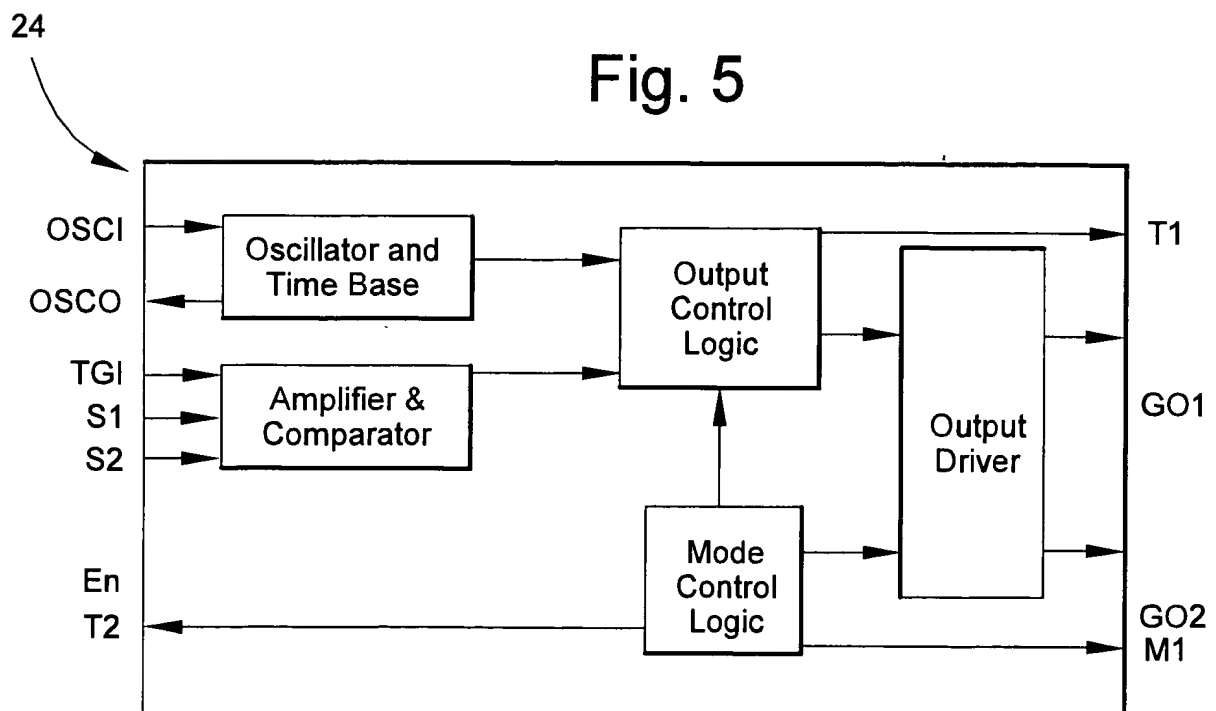 24
Fig. 5
OSCI
OSCO
TGI
S1
S2
En
T2
Oscillator and
Time Base
Amplifier &
Comparator
Output
Control
Logic
Mode
Control
Logic
Output
Driver
T1
GO1
GO2
M1